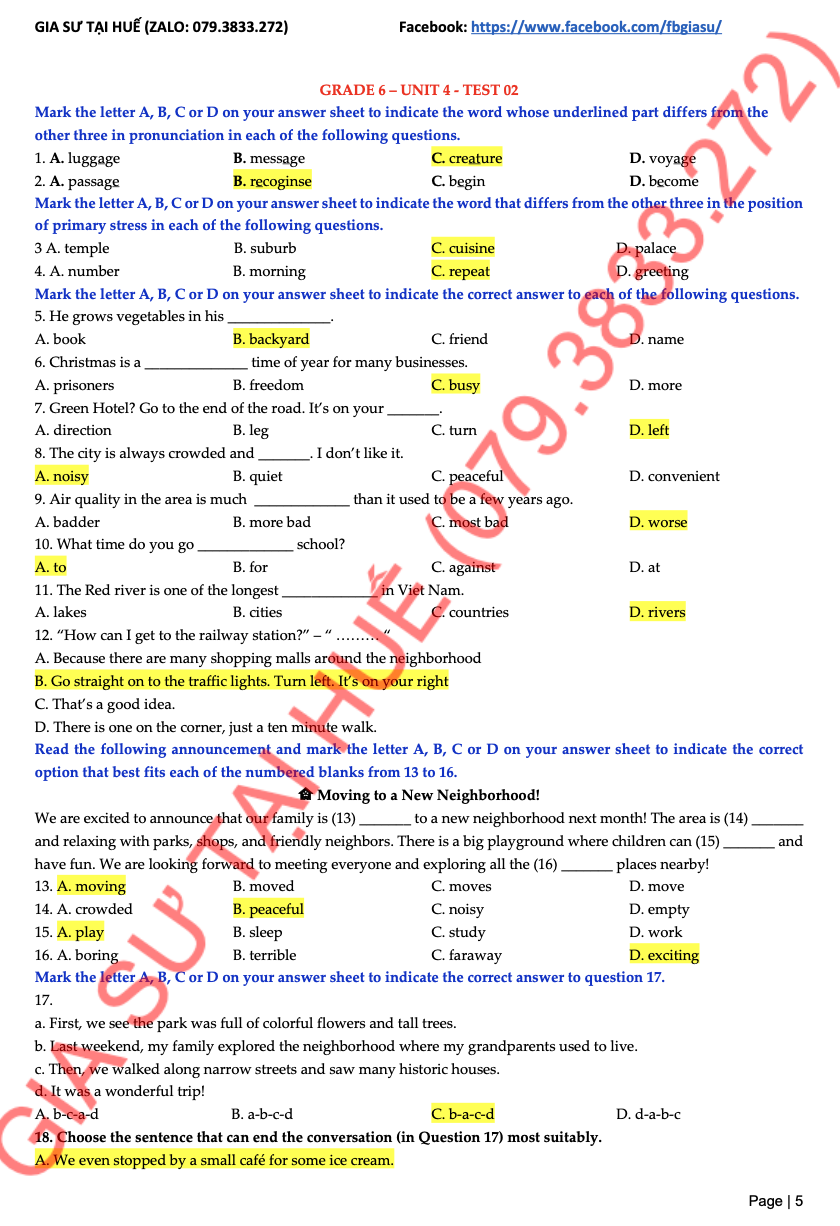 GIA SƯ TẠI HUẾ (ZALO: 079.3833.272) Facebook: https://www.facebook.com/fbgiasu/
GRADE 6 – UNIT 4 - TEST 02
Mark the letter A, B, C or D on your answer sheet to indicate the word whose underlined part differs from the
other three in pronunciation in each of the following questions.
1. A. luggage B. message C. creature D. voyage
2. A. passage B. recoginse C. begin D. become
Mark the letter A, B, C or D on your answer sheet to indicate the word that differs from the other three in the position
of primary stress in each of the following questions.
3 A. temple B. suburb C. cuisine D. palace
4. A. number B. morning C. repeat D. greeting
Mark the letter A, B, C or D on your answer sheet to indicate the correct answer to each of the following questions.
5. He grows vegetables in his ______________.
A. book B. backyard C. friend D. name
6. Christmas is a ______________ time of year for many businesses.
A. prisoners B. freedom C. busy D. more
7. Green Hotel? Go to the end of the road. It’s on your _______.
A. direction B. leg C. turn D. left
8. The city is always crowded and _______. I don’t like it.
A. noisy B. quiet C. peaceful D. convenient
9. Air quality in the area is much _____________ than it used to be a few years ago.
A. badder B. more bad C. most bad D. worse
10. What time do you go _____________ school?
A. to B. for C. against D. at
11. The Red river is one of the longest _____________ in Viet Nam.
A. lakes B. cities C. countries D. rivers
12. “How can I get to the railway station?” – “ ……… “
A. Because there are many shopping malls around the neighborhood
B. Go straight on to the traffic lights. Turn left. It’s on your right
C. That’s a good idea.
D. There is one on the corner, just a ten minute walk.
Read the following announcement and mark the letter A, B, C or D on your answer sheet to indicate the correct
option that best fits each of the numbered blanks from 13 to 16.
🏠 Moving to a New Neighborhood!
We are excited to announce that our family is (13) _______ to a new neighborhood next month! The area is (14) _______
and relaxing with parks, shops, and friendly neighbors. There is a big playground where children can (15) _______ and
have fun. We are looking forward to meeting everyone and exploring all the (16) _______ places nearby!
13. A. moving B. moved C. moves D. move
14. A. crowded B. peaceful C. noisy D. empty
15. A. play B. sleep C. study D. work
16. A. boring B. terrible C. faraway D. exciting
Mark the letter A, B, C or D on your answer sheet to indicate the correct answer to question 17.
17.
a. First, we see the park was full of colorful flowers and tall trees.
b. Last weekend, my family explored the neighborhood where my grandparents used to live.
c. Then, we walked along narrow streets and saw many historic houses.
d. It was a wonderful trip!
A. b-c-a-d B. a-b-c-d C. b-a-c-d D. d-a-b-c
18. Choose the sentence that can end the conversation (in Question 17) most suitably.
A. We even stopped by a small café for some ice cream.
Page | 5
GIA SƯ TẠI HUẾ (079.3833.272)